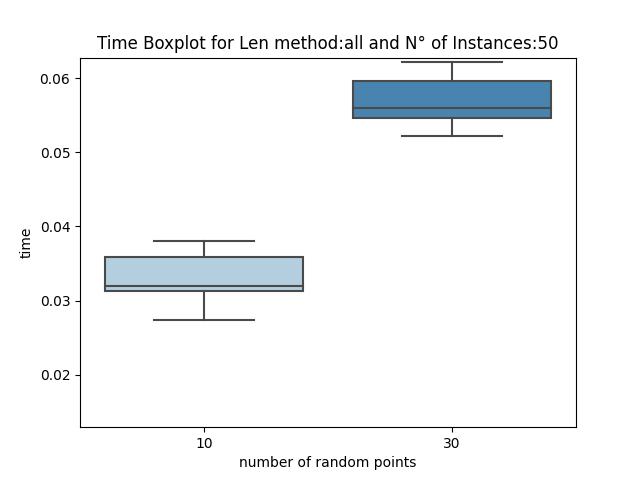 Time Boxplot for Len method:all and N° of Instances:50
0.06
0.05
0.04
0.03
0.02
time
10 30
number of random points